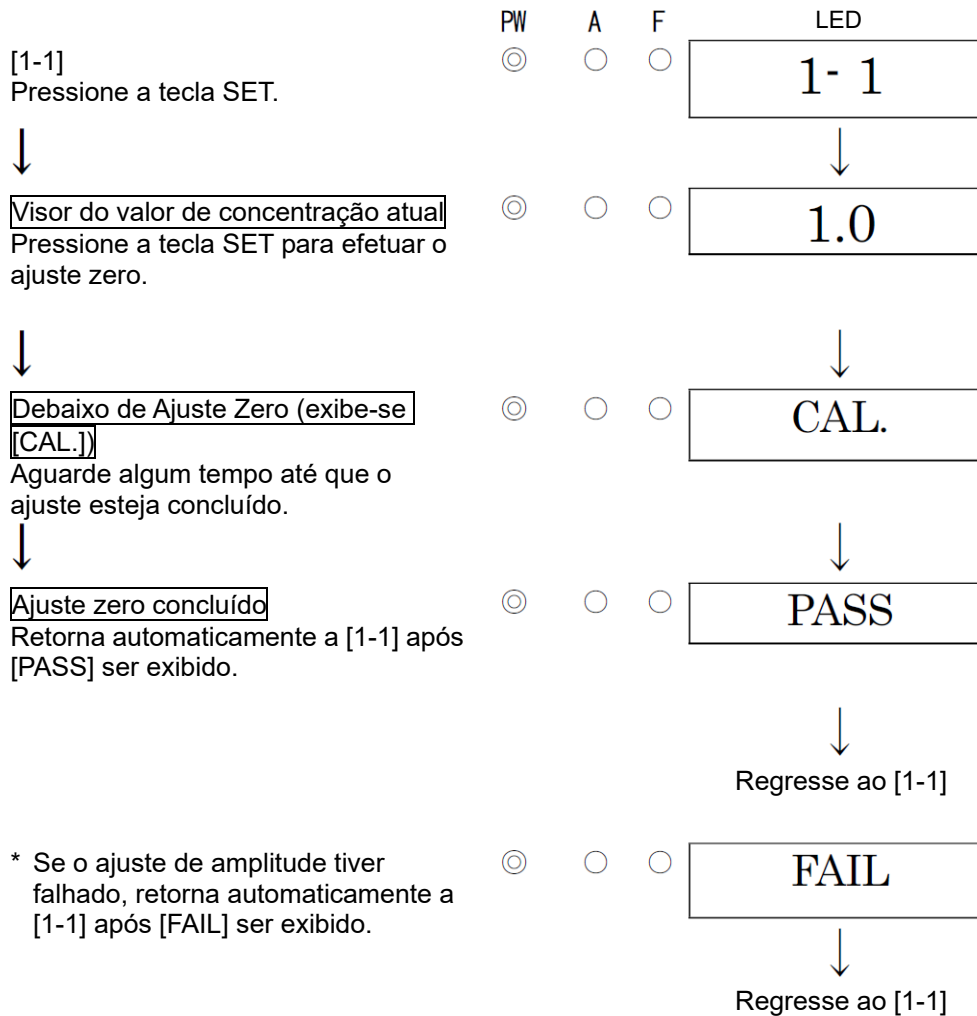 PW A F LED
[1-1]
Pressione a tecla SET.
1- 1
Visor do valor de concentração atual
Pressione a tecla SET para efetuar o
ajuste zero.
1.0
Debaixo de Ajuste Zero (exibe-se
[CAL.])
Aguarde algum tempo até que o
ajuste esteja concluído.
CAL.
Ajuste zero concluído
Retorna automaticamente a [1-1] após
[PASS] ser exibido.
PASS
Regresse ao [1-1]
* Se o ajuste de amplitude tiver
falhado, retorna automaticamente a
[1-1] após [FAIL] ser exibido.
FAIL
Regresse ao [1-1]